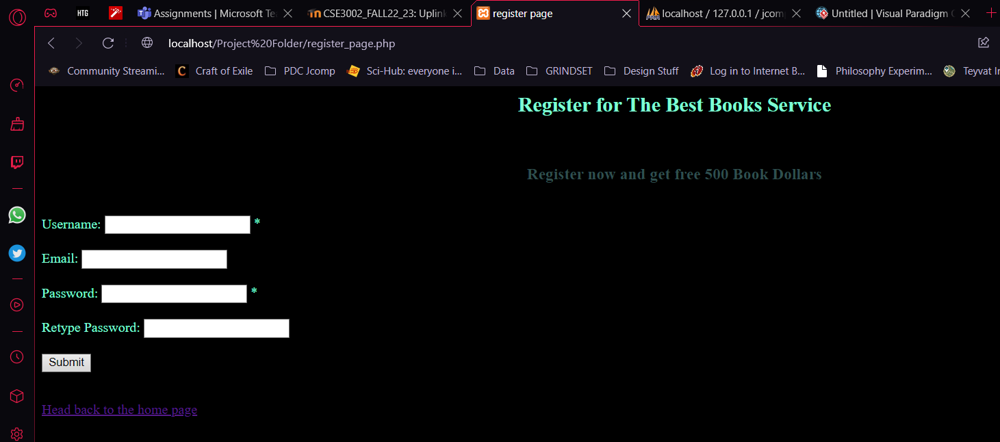 HTG Assignments | Microsoft Te CSE3002_FALL22_23: Uplink register page localhost / 127.0.0.1 / jcom Untitled | Visual Paradigm
localhost/Project%20Folder/register_page.php
Community Streami... C Craft of Exile PDC Jcomp Sci-Hub: everyone i... Data GRINDSET Design Stuff Log in to Internet B... Philosophy Experim... Teyvat
Register for The Best Books Service
Register now and get free 500 Book Dollars
Username: *
Email:
Password: *
Retype Password:
Submit
Head back to the home page